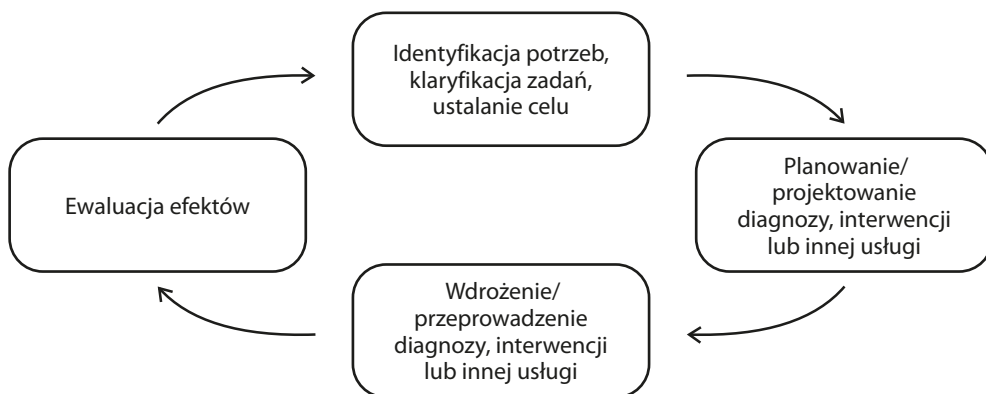 Identyfikacja potrzeb,
klaryfikacja zadań,
ustalanie celu
Planowanie/
projektowanie
diagnozy, interwencji
lub innej usługi
Wdrożenie/
przeprowadzenie
diagnozy, interwencji
lub innej usługi
Ewaluacja efektów